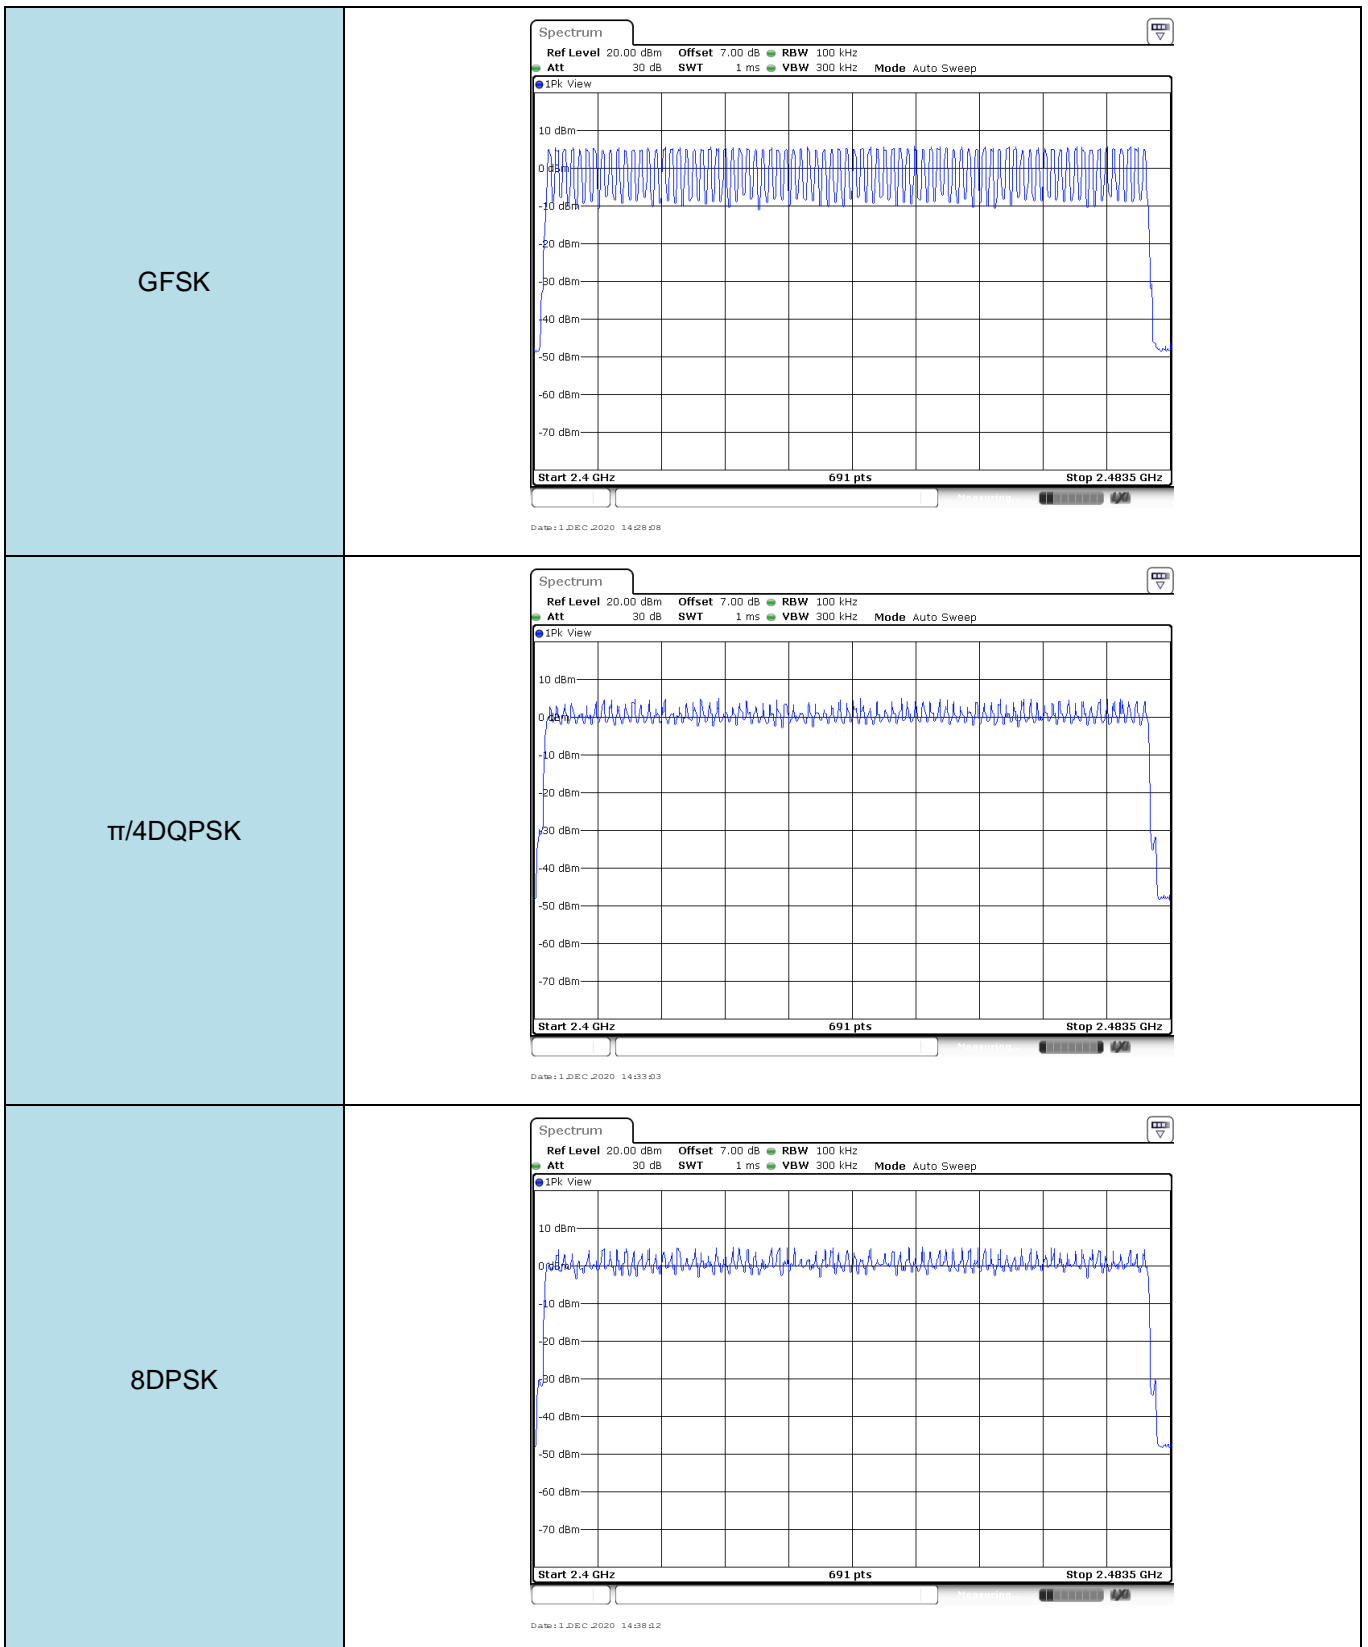 GFSK
Spectrum
Ref Level 20.00 dBm Offset 7.00 dB RBW 100 kHz
Att 30 dB SWT 1 ms VBW 300 kHz Mode Auto Sweep
1Pk View
10 dBm
0 dBm
-10 dBm
-20 dBm
-30 dBm
-40 dBm
-50 dBm
-60 dBm
-70 dBm
Start 2.4 GHz 691 pts Stop 2.4835 GHz
Measuring...
Date: 1.DEC.2020 14:28:08
π/4DQPSK
Spectrum
Ref Level 20.00 dBm Offset 7.00 dB RBW 100 kHz
Att 30 dB SWT 1 ms VBW 300 kHz Mode Auto Sweep
1Pk View
10 dBm
0 dBm
-10 dBm
-20 dBm
-30 dBm
-40 dBm
-50 dBm
-60 dBm
-70 dBm
Start 2.4 GHz 691 pts Stop 2.4835 GHz
Measuring...
Date: 1.DEC.2020 14:33:03
8DPSK
Spectrum
Ref Level 20.00 dBm Offset 7.00 dB RBW 100 kHz
Att 30 dB SWT 1 ms VBW 300 kHz Mode Auto Sweep
1Pk View
10 dBm
0 dBm
-10 dBm
-20 dBm
-30 dBm
-40 dBm
-50 dBm
-60 dBm
-70 dBm
Start 2.4 GHz 691 pts Stop 2.4835 GHz
Measuring...
Date: 1.DEC.2020 14:38:12